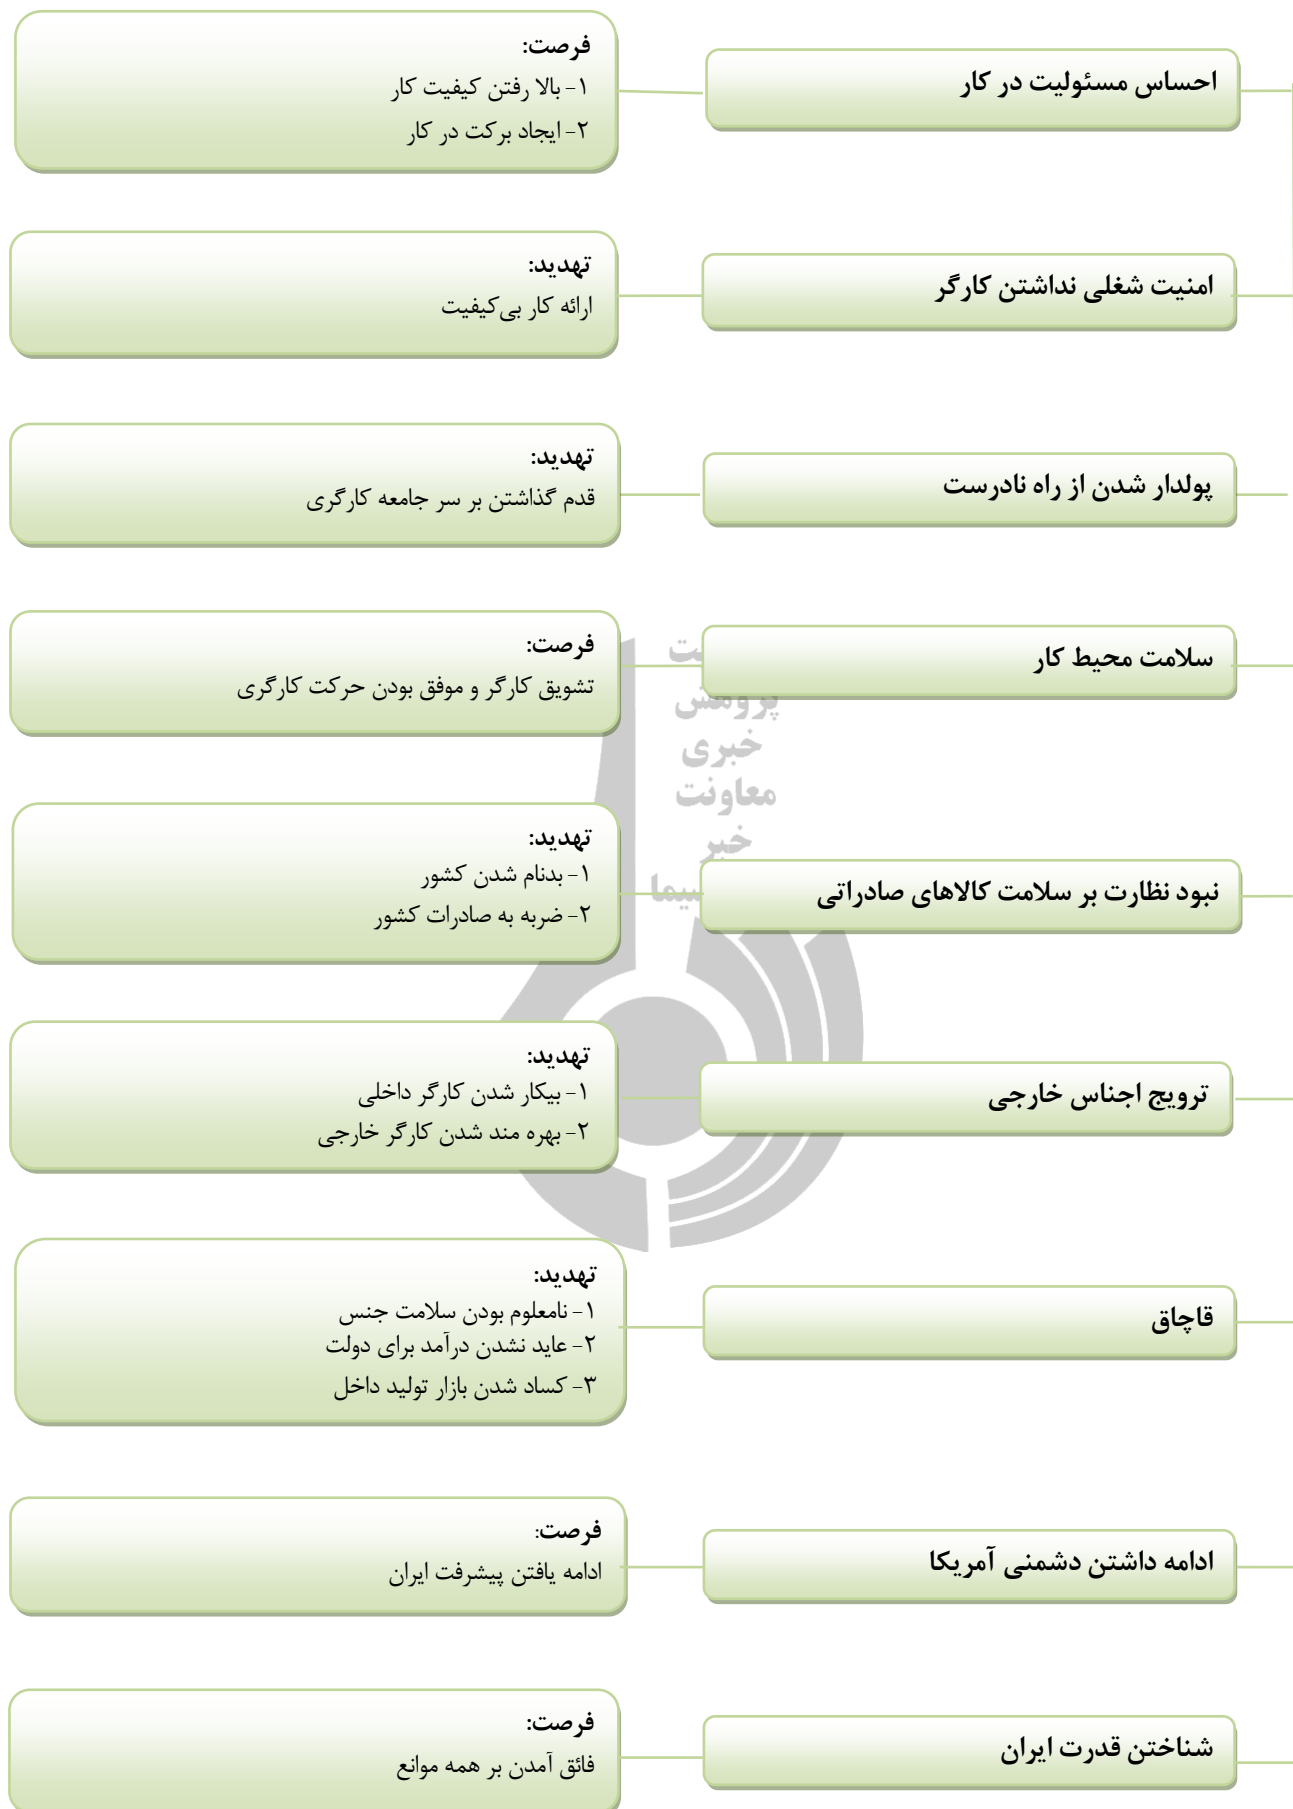 احساس مسئولیت در کار
فرصت:
۱- بالا رفتن کیفیت کار
۲- ایجاد برکت در کار
امنیت شغلی نداشتن کارگر
تهدید:
ارائه کار بی‌کیفیت
پولدار شدن از راه نادرست
تهدید:
قدم گذاشتن بر سر جامعه کارگری
سلامت محیط کار
فرصت:
تشویق کارگر و موفق بودن حرکت کارگری
پژوهش
خبری
معاونت
خبر
نبود نظارت بر سلامت کالاهای صادراتی
تهدید:
۱- بدنام شدن کشور
۲- ضربه به صادرات کشور
ترویج اجناس خارجی
تهدید:
۱- بیکار شدن کارگر داخلی
۲- بهره مند شدن کارگر خارجی
قاچاق
تهدید:
۱- نامعلوم بودن سلامت جنس
۲- عاید نشدن درآمد برای دولت
۳- کساد شدن بازار تولید داخل
ادامه داشتن دشمنی آمریکا
فرصت:
ادامه یافتن پیشرفت ایران
شناختن قدرت ایران
فرصت:
فائق آمدن بر همه موانع